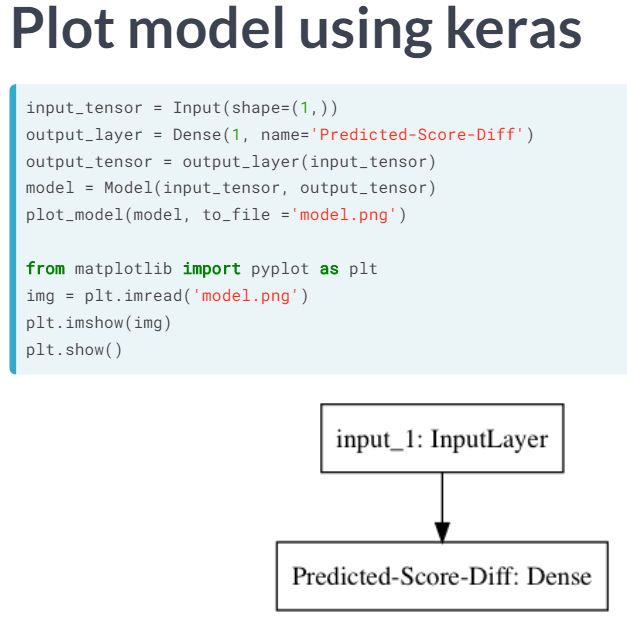 Plot model using keras
input_tensor = Input(shape=(1,))
output_layer = Dense(1, name='Predicted-Score-Diff')
output_tensor = output_layer(input_tensor)
model = Model(input_tensor, output_tensor)
plot_model(model, to_file ='model.png')
from matplotlib import pyplot as plt
img = plt.imread('model.png')
plt.imshow(img)
plt.show()
input_1: InputLayer
Predicted-Score-Diff: Dense